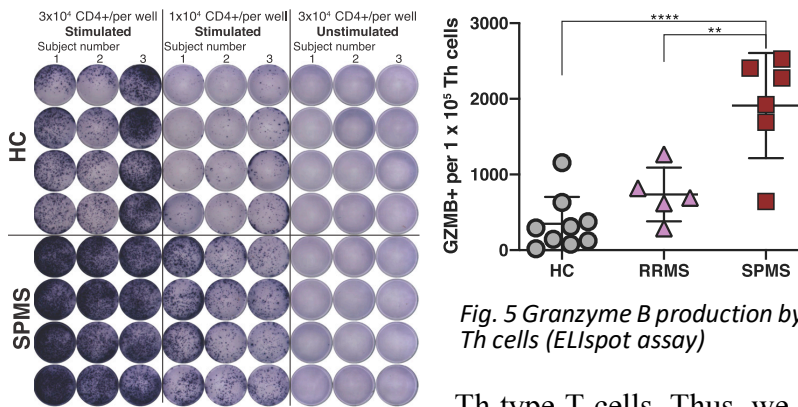 3x10⁴ CD4+/per well
Stimulated
Subject number
1 2 3
1x10⁴ CD4+/per well
Stimulated
Subject number
1 2 3
3x10⁴ CD4+/per well
Unstimulated
Subject number
1 2 3
HC
SPMS
GZMB+ per 1 x 10⁵ Th cells
3000
2000
1000
0
****
**
HC RRMS SPMS
Fig. 5 Granzyme B production by
Th cells (ELIspot assay)
Th-type T cells. Thus, we